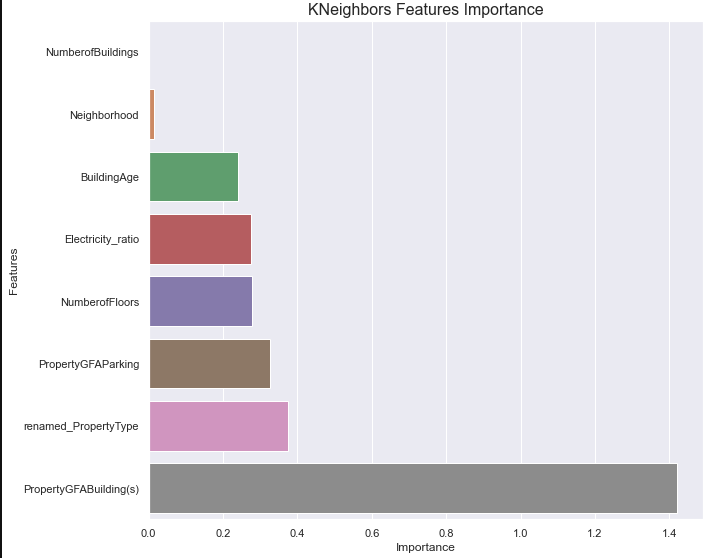 KNeighbors Features Importance
Features
NumberofBuildings
Neighborhood
BuildingAge
Electricity_ratio
NumberofFloors
PropertyGFAParking
renamed_PropertyType
PropertyGFABuilding(s)
0.0 0.2 0.4 0.6 0.8 1.0 1.2 1.4
Importance